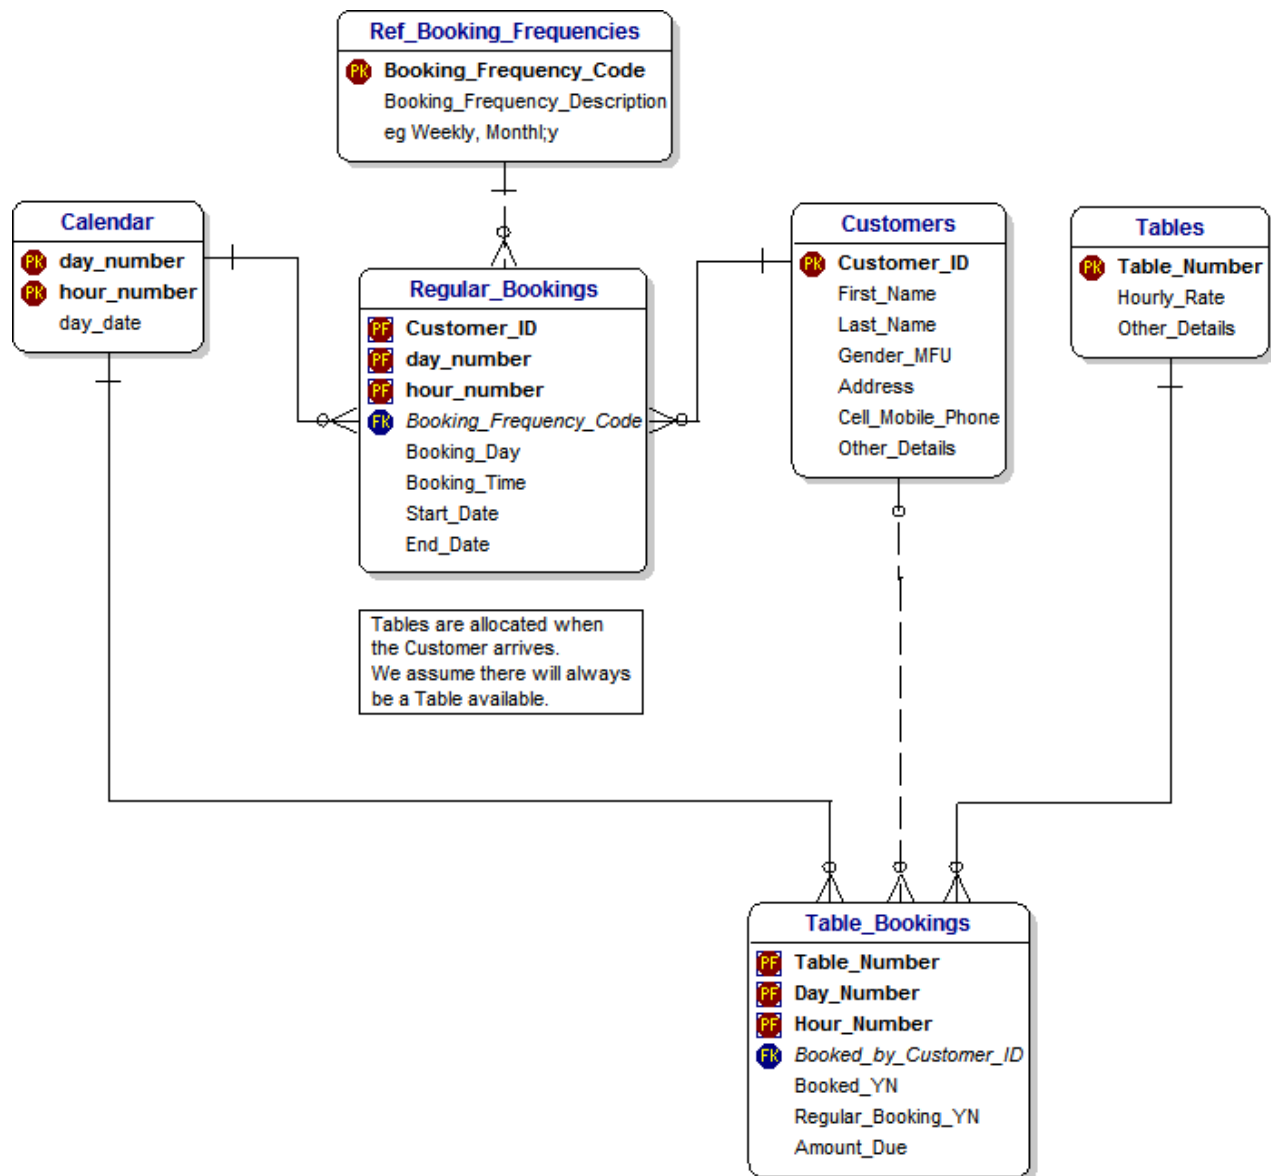 Ref_Booking_Frequencies
PK Booking_Frequency_Code
Booking_Frequency_Description
eg Weekly, Monthl;y
Calendar
PK day_number
PK hour_number
day_date
Regular_Bookings
PF Customer_ID
PF day_number
PF hour_number
FK Booking_Frequency_Code
Booking_Day
Booking_Time
Start_Date
End_Date
Customers
PK Customer_ID
First_Name
Last_Name
Gender_MFU
Address
Cell_Mobile_Phone
Other_Details
Tables
PK Table_Number
Hourly_Rate
Other_Details
Tables are allocated when
the Customer arrives.
We assume there will always
be a Table available.
Table_Bookings
PF Table_Number
PF Day_Number
PF Hour_Number
FK Booked_by_Customer_ID
Booked_YN
Regular_Booking_YN
Amount_Due